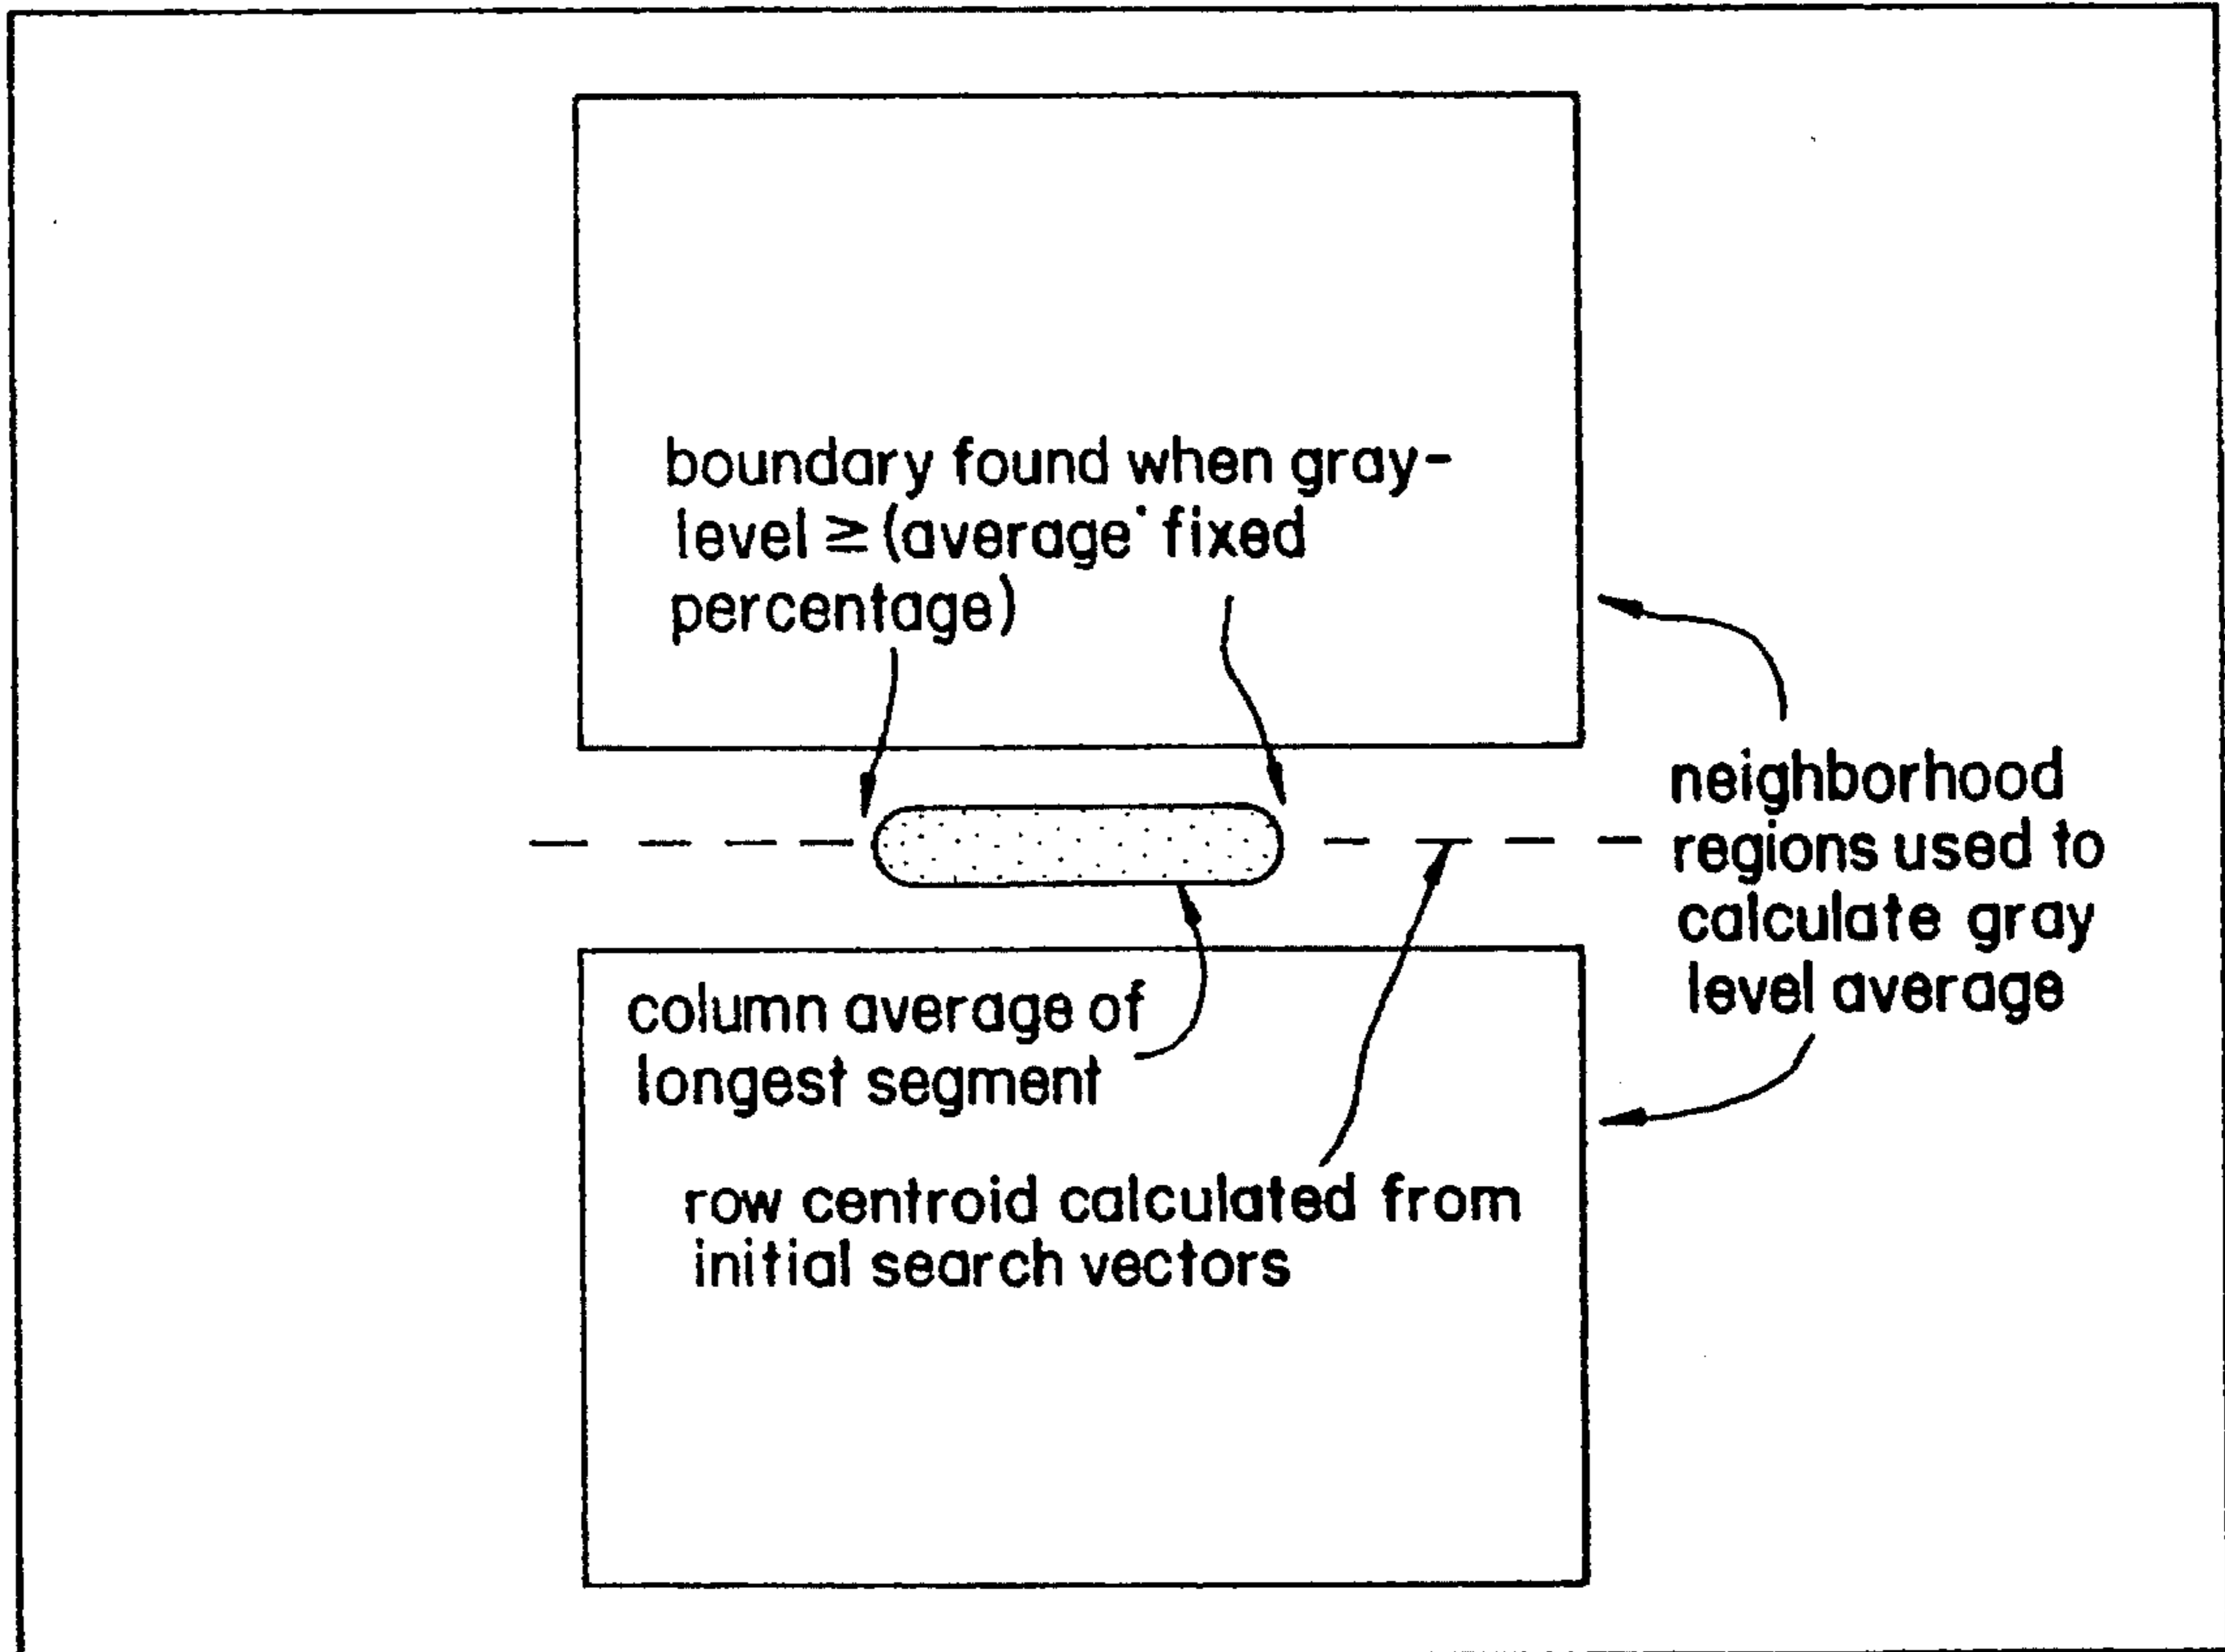 boundary found when gray-
level ≥ (average· fixed
percentage)
neighborhood
regions used to
calculate gray
level average
column average of
longest segment
row centroid calculated from
initial search vectors